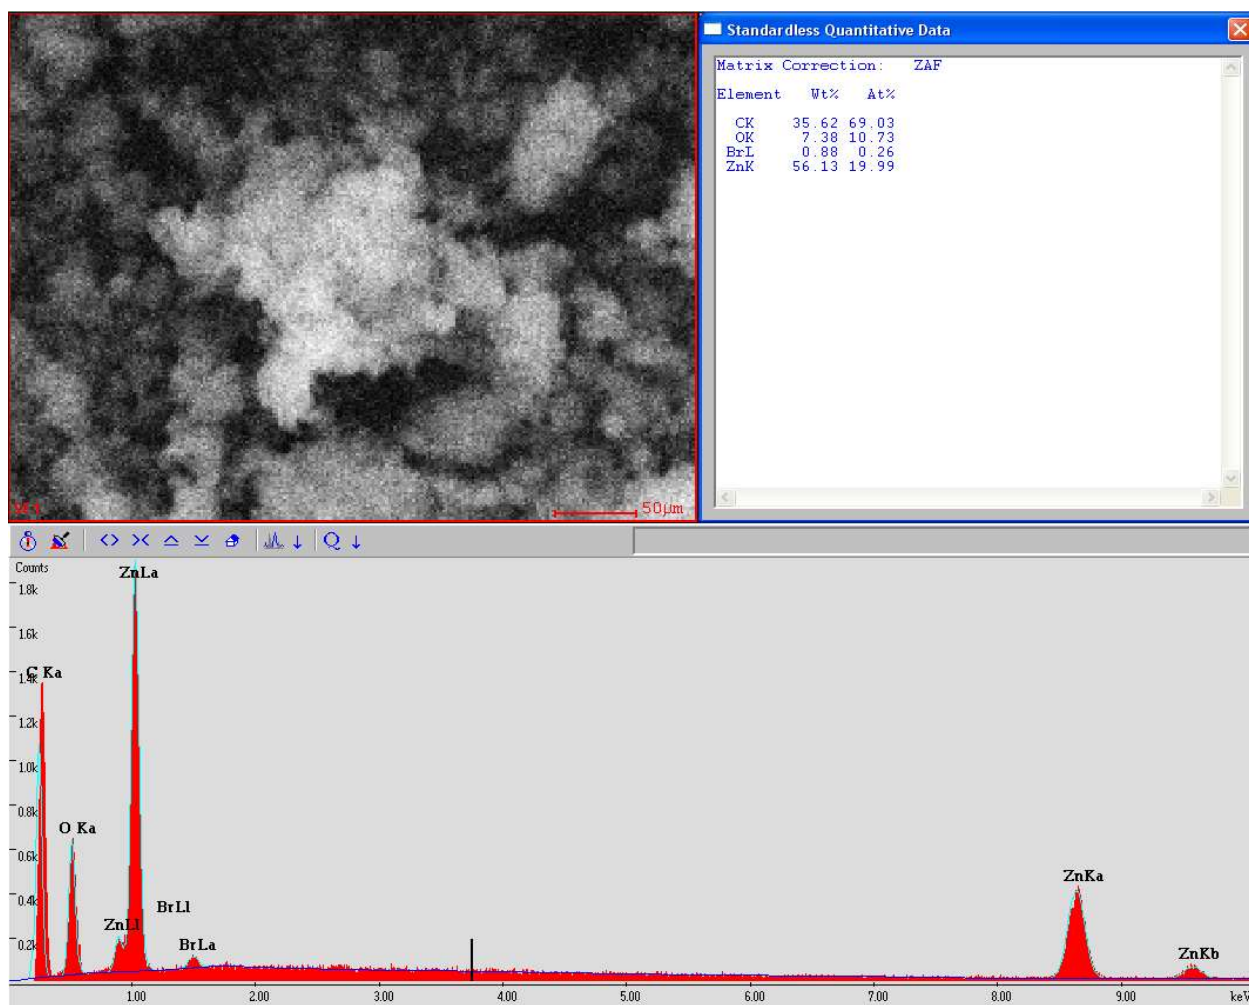 Standardless Quantitative Data
Matrix Correction: ZAF
Element Wt% At%
CK 35.62 69.03
OK 7.38 10.73
BrL 0.88 0.26
ZnK 56.13 19.99
50µm
Q
Counts
1.8k
1.6k
1.4k
1.2k
1.0k
0.8k
0.6k
0.4k
0.2k
C Ka
O Ka
ZnLl
ZnLa
BrLl
BrLa
ZnKa
ZnKb
1.00 2.00 3.00 4.00 5.00 6.00 7.00 8.00 9.00